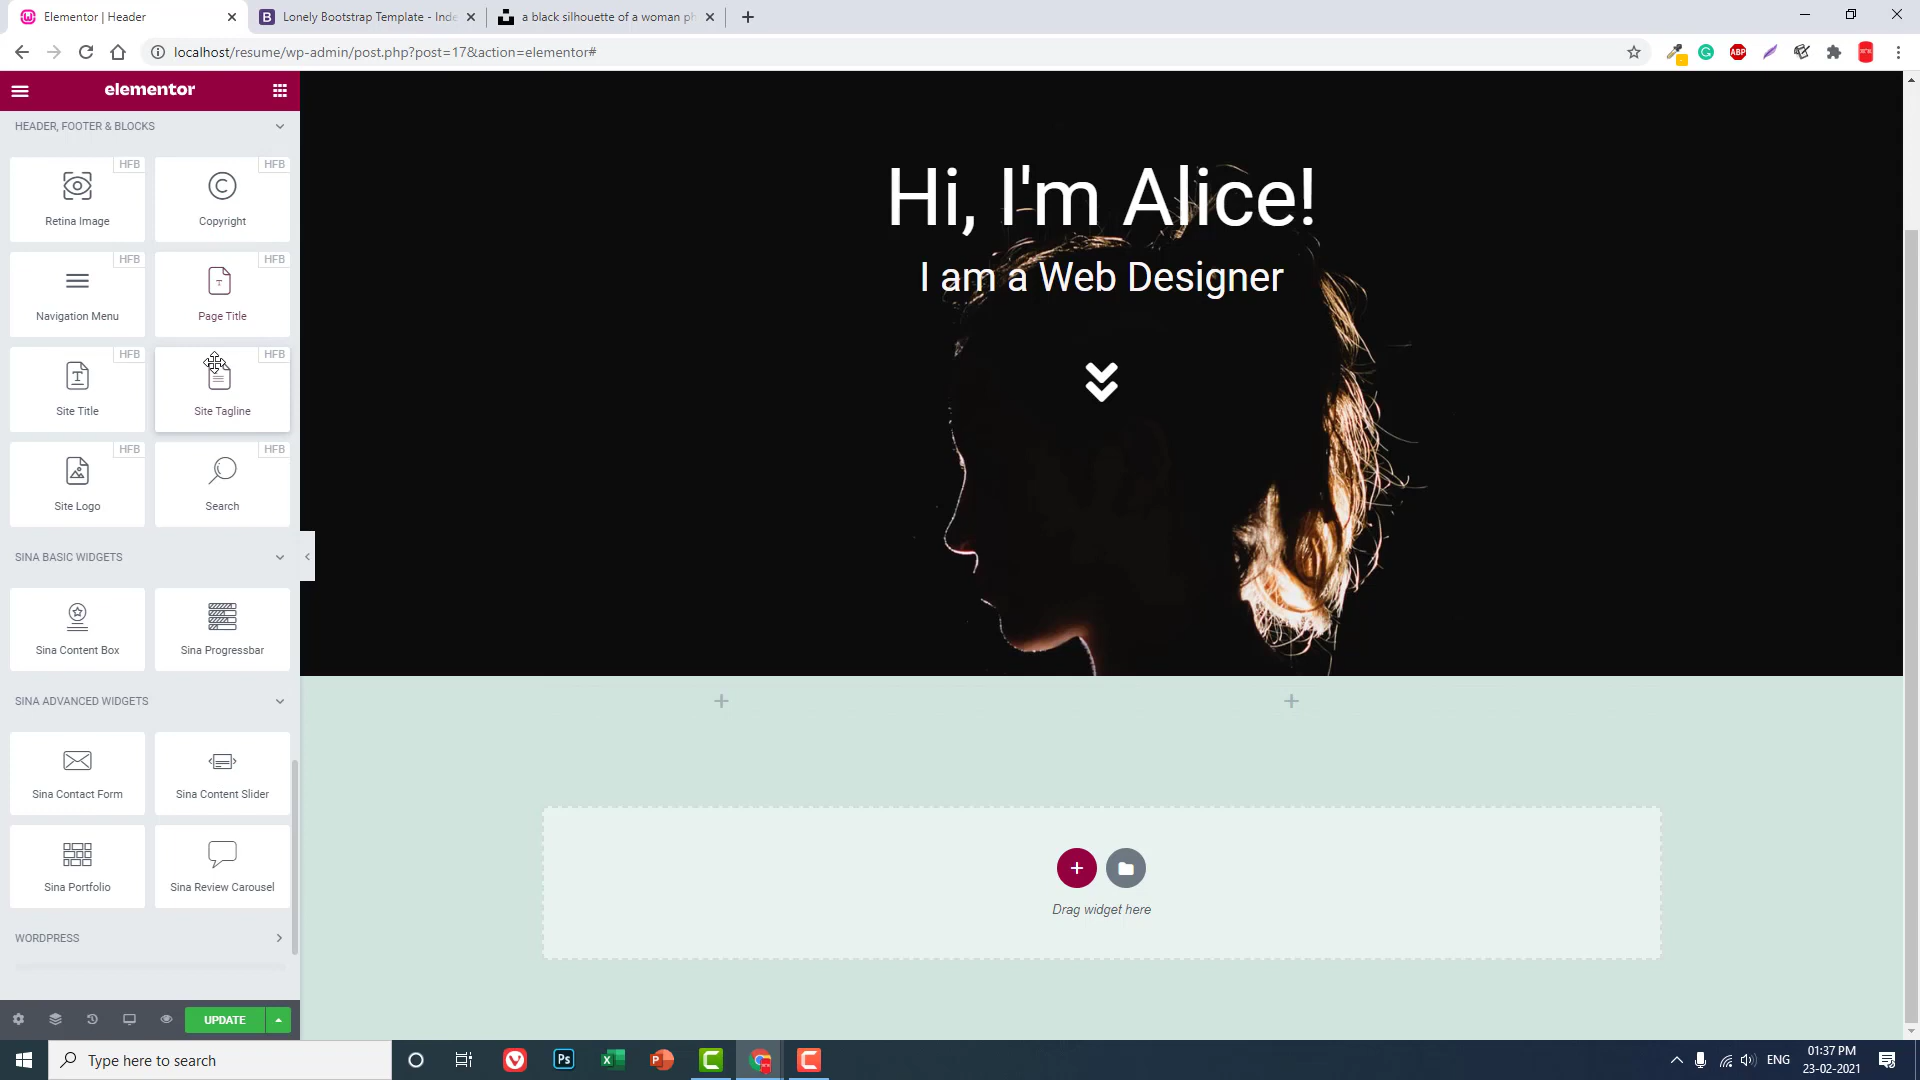 Elementor | Header
Lonely Bootstrap Template - Inde
a black silhouette of a woman ph
localhost/resume/wp-admin/post.php?post=17&action=elementor#
ABP
elementor
HEADER, FOOTER & BLOCKS
HFB HFB
Retina Image Copyright
HFB HFB
Navigation Menu Page Title
HFB HFB
Site Title Site Tagline
HFB HFB
Site Logo Search
SINA BASIC WIDGETS
Sina Content Box Sina Progressbar
SINA ADVANCED WIDGETS
Sina Contact Form Sina Content Slider
Sina Portfolio Sina Review Carousel
WORDPRESS
UPDATE
Hi, I'm Alice!
I am a Web Designer
Drag widget here
Type here to search
Ps
ENG
01:37 PM
23-02-2021